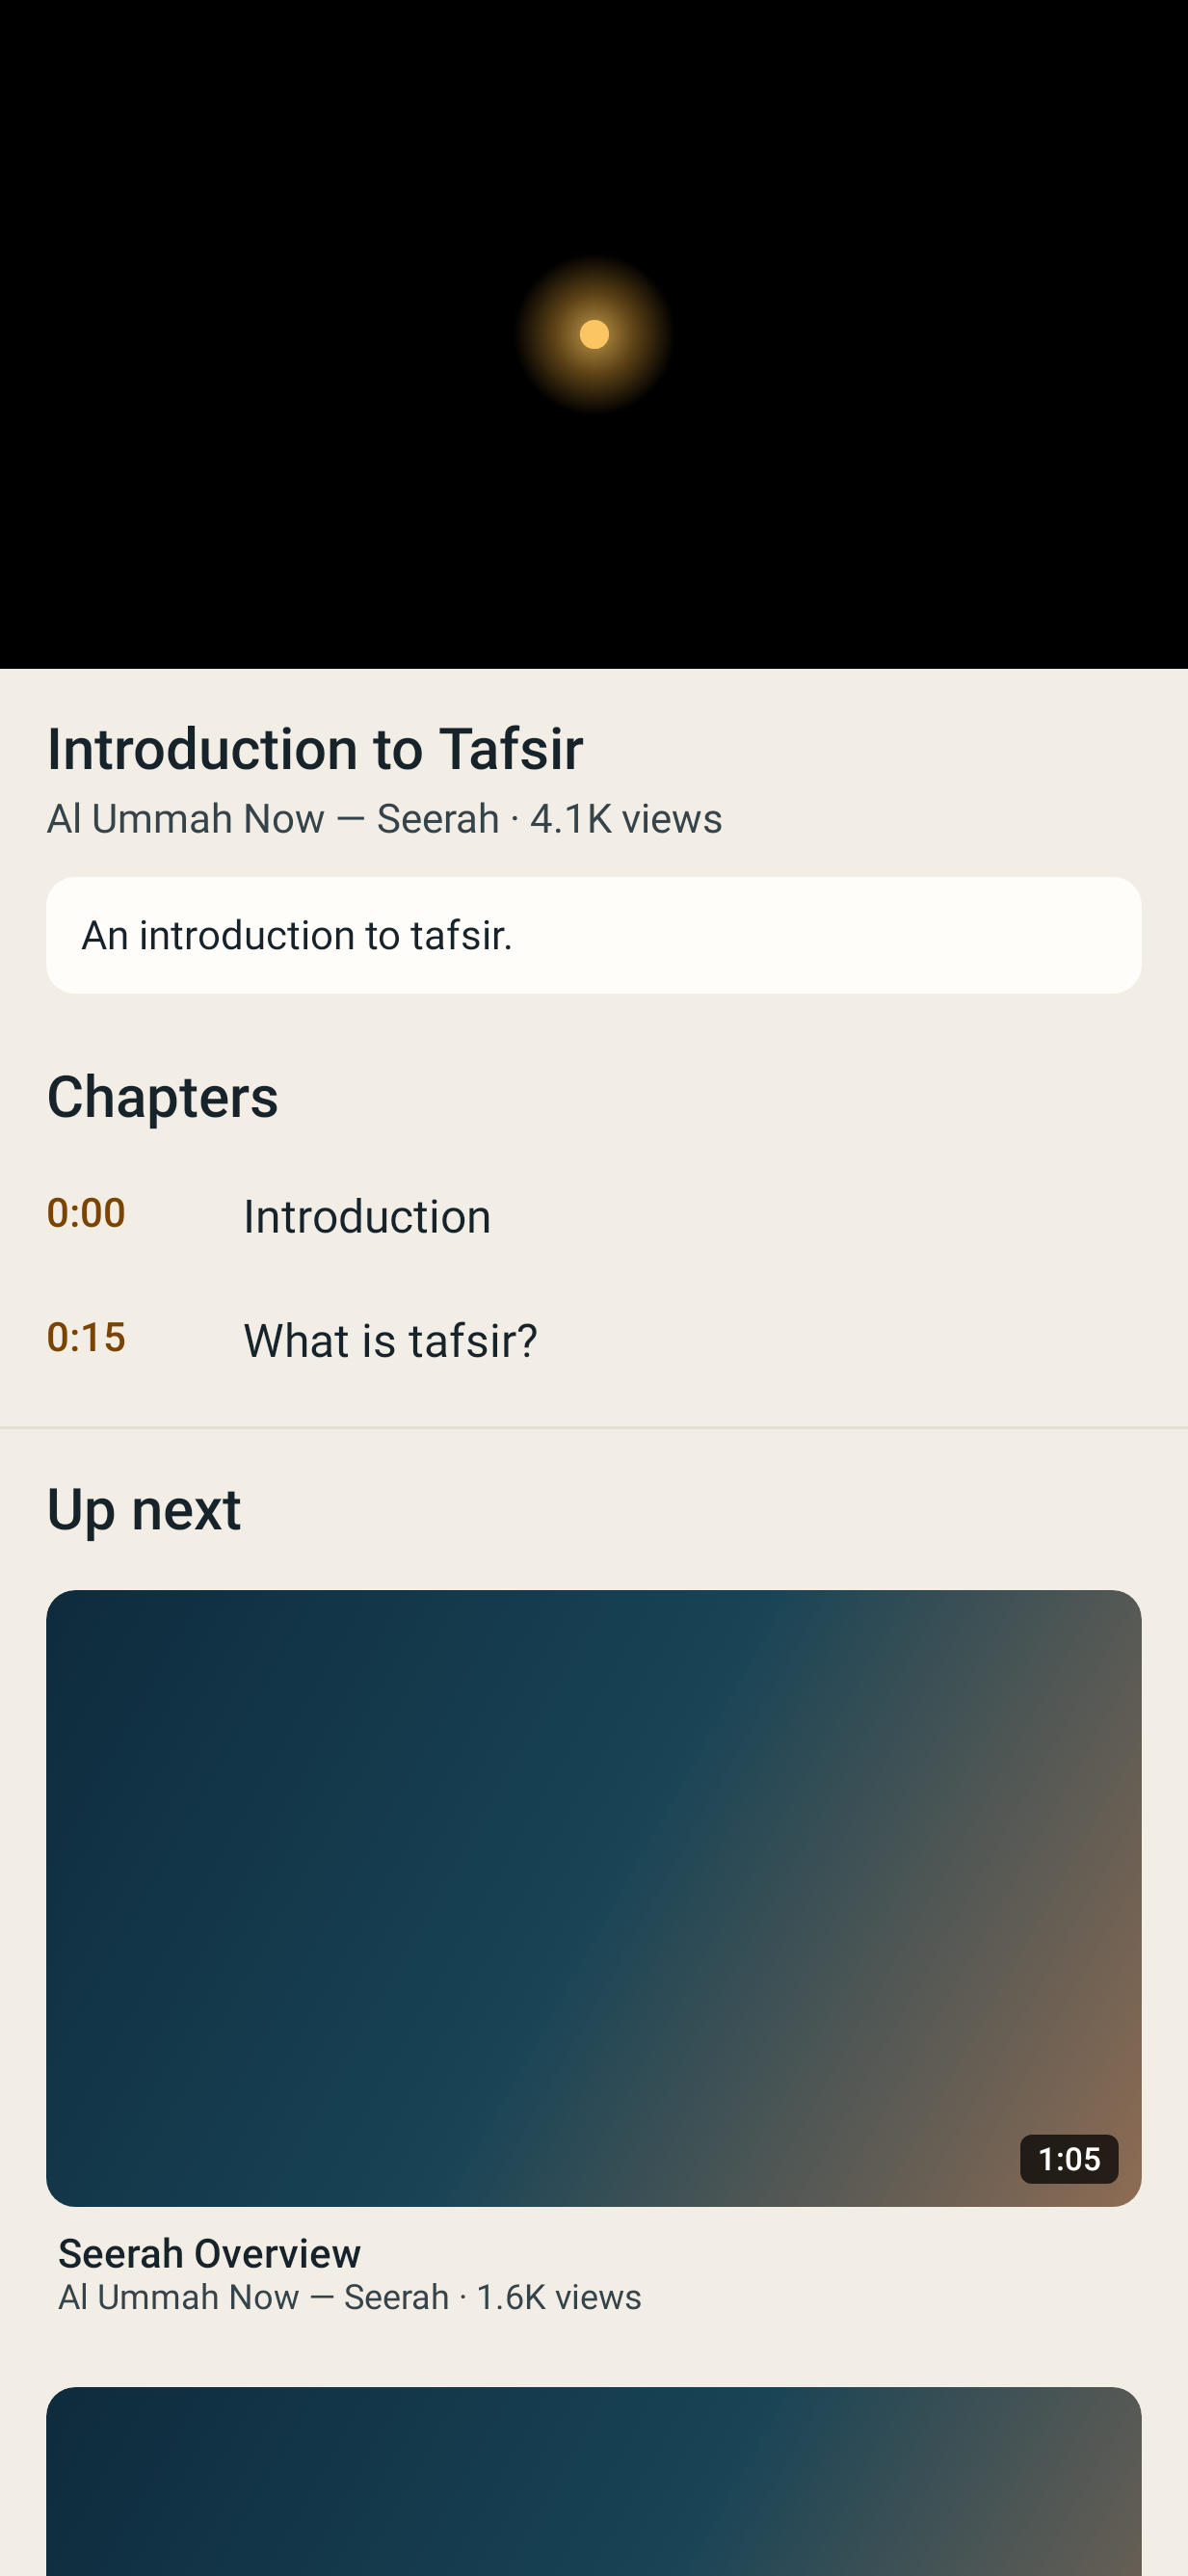 Introduction to Tafsir
Al Ummah Now — Seerah · 4.1K views
An introduction to tafsir.
Chapters
0:00 Introduction
0:15 What is tafsir?
Up next
1:05
Seerah Overview
Al Ummah Now — Seerah · 1.6K views